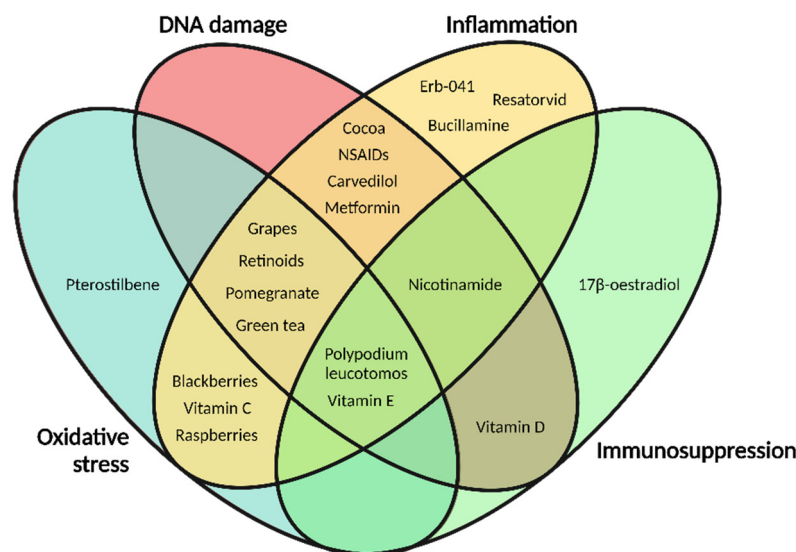 DNA damage
Inflammation
Erb-041
Resatorvid
Bucillamine
Cocoa
NSAIDs
Carvedilol
Metformin
Grapes
Retinoids
Pomegranate
Green tea
Pterostilbene
Nicotinamide
17β-oestradiol
Polypodium
leucotomos
Vitamin E
Blackberries
Vitamin C
Raspberries
Vitamin D
Oxidative
stress
Immunosuppression